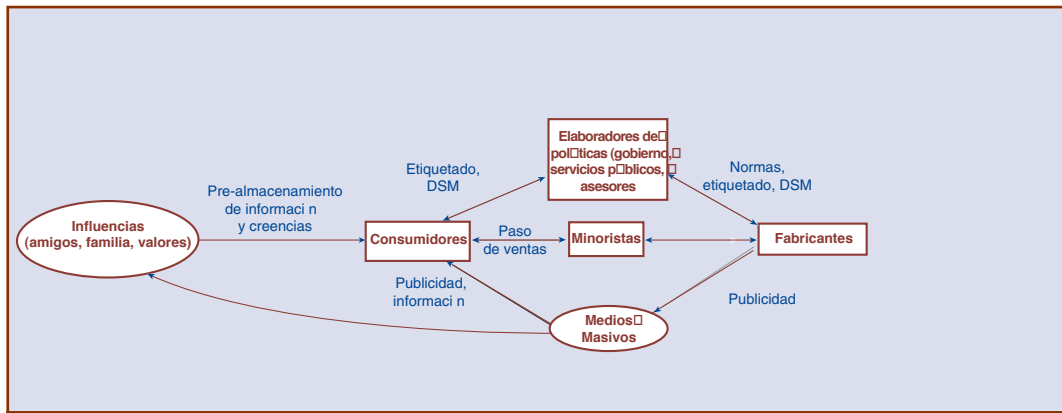 Elaboradores de□
pol□ticas (gobierno,□
servicios p□blicos, □
asesores
Etiquetado,
DSM
Normas,
etiquetado, DSM
Pre-almacenamiento
de informaci n
y creencias
Influencias
(amigos, familia, valores)
Consumidores
Paso
de ventas
Minoristas
Fabricantes
Publicidad,
informaci n
Publicidad
Medios□
Masivos